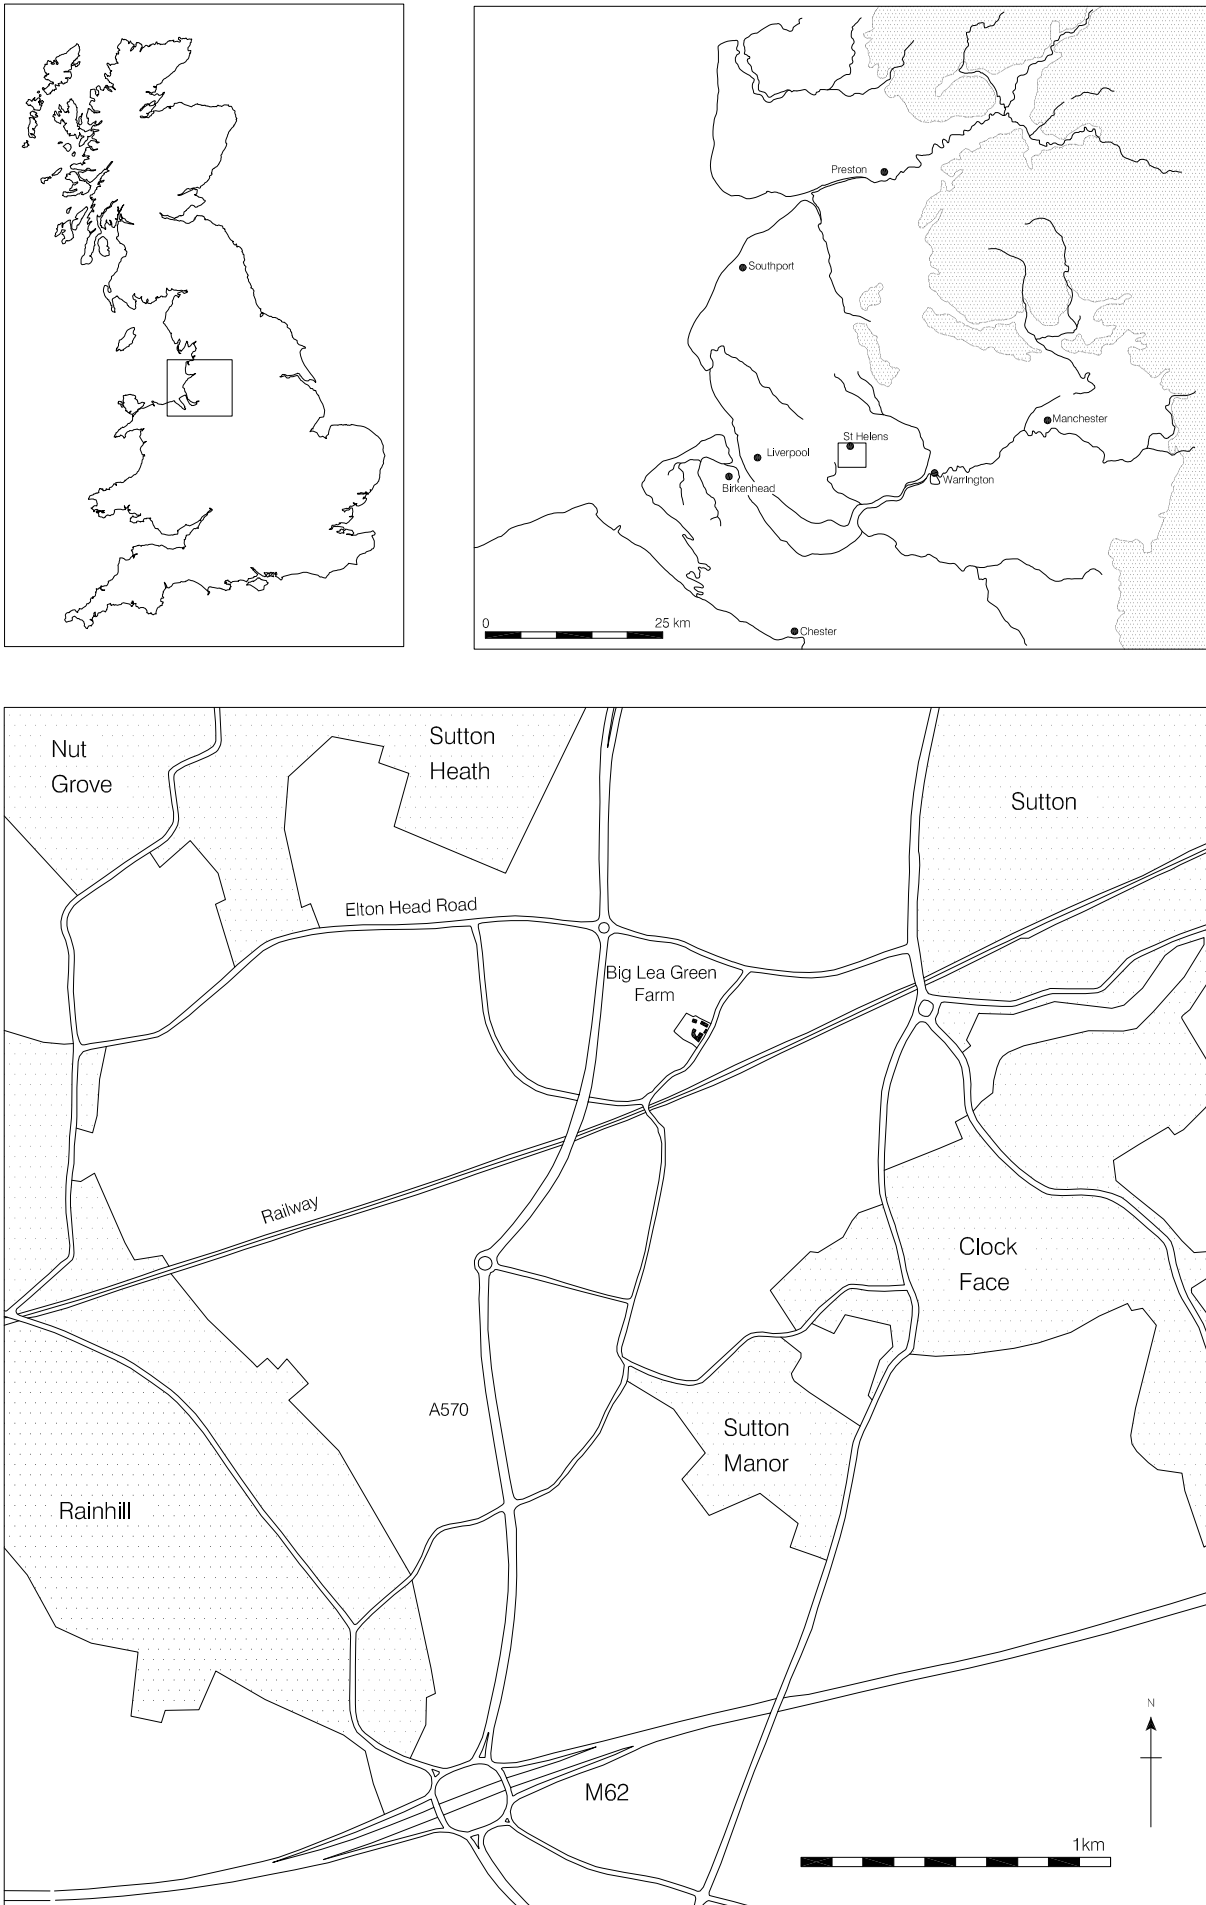 Preston
Southport
St Helens
Manchester
Liverpool
Birkenhead
Warrington
0
25 km
Chester
Nut
Grove
Sutton
Heath
Sutton
Elton Head Road
Big Lea Green
Farm
Railway
Clock
Face
A570
Sutton
Manor
Rainhill
N
M62
1km